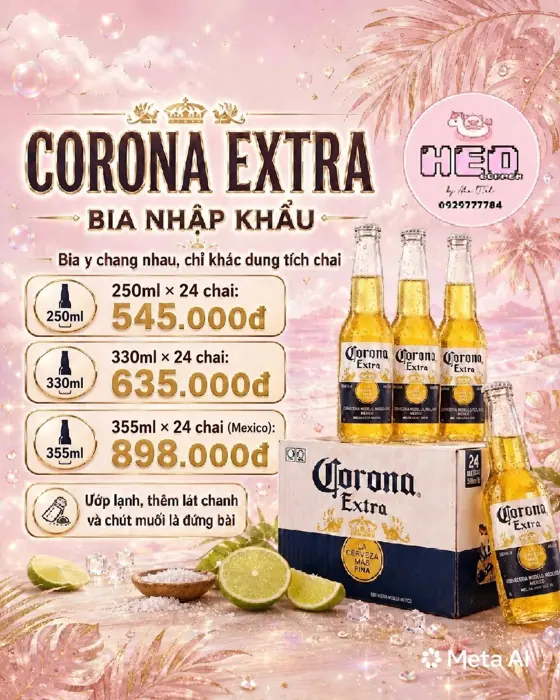 CORONA EXTRA
BIA NHẬP KHẨU
Bia y chang nhau, chỉ khác dung tích chai
HEO
by
0929777784
250ml
250ml × 24 chai:
545.000đ
330ml
330ml × 24 chai:
635.000đ
355ml
355ml × 24 chai (Mexico):
898.000đ
Ướp lạnh, thêm lát chanh
và chút muối là đúng bài
Corona
Extra
Corona
Extra
Corona
Extra
Corona
Extra
24
Corona
Extra
LA
CERVEZA
MAS
FINA
Meta AI